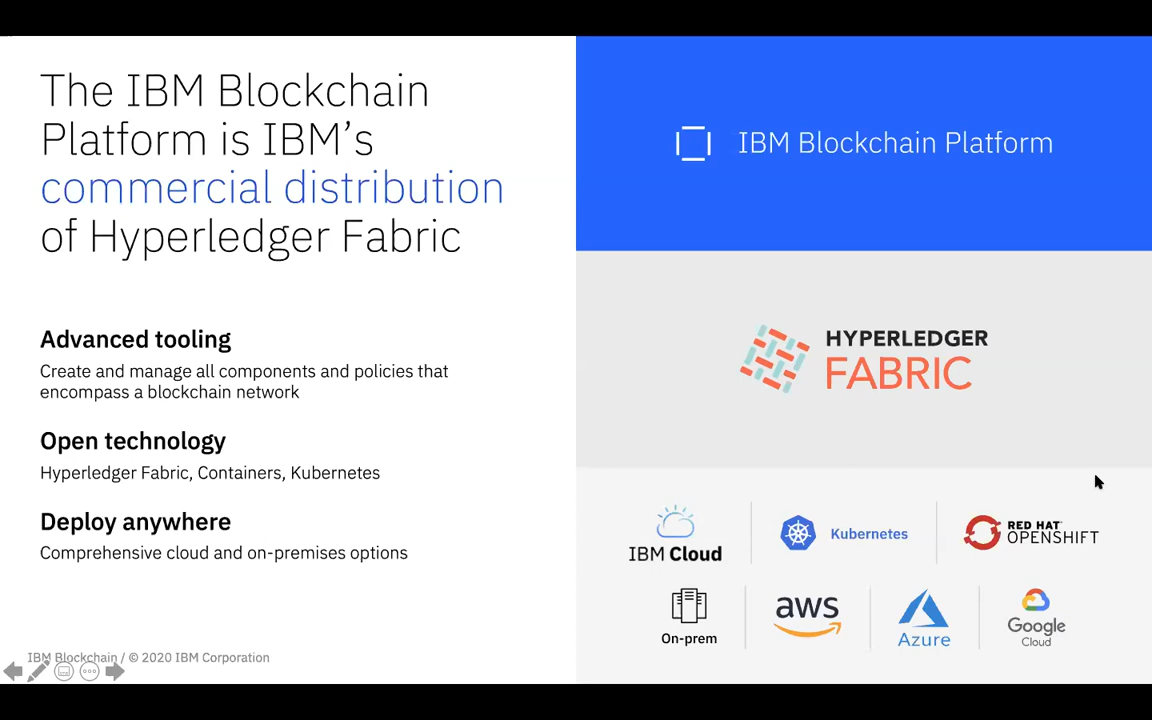 The IBM Blockchain
Platform is IBM’s
commercial distribution
of Hyperledger Fabric
Advanced tooling
Create and manage all components and policies that
encompass a blockchain network
Open technology
Hyperledger Fabric, Containers, Kubernetes
Deploy anywhere
Comprehensive cloud and on-premises options
IBM Blockchain / © 2020 IBM Corporation
IBM Blockchain Platform
HYPERLEDGER
FABRIC
IBM Cloud
Kubernetes
RED HAT
OPENSHIFT
On-prem
aws
Azure
Google
Cloud